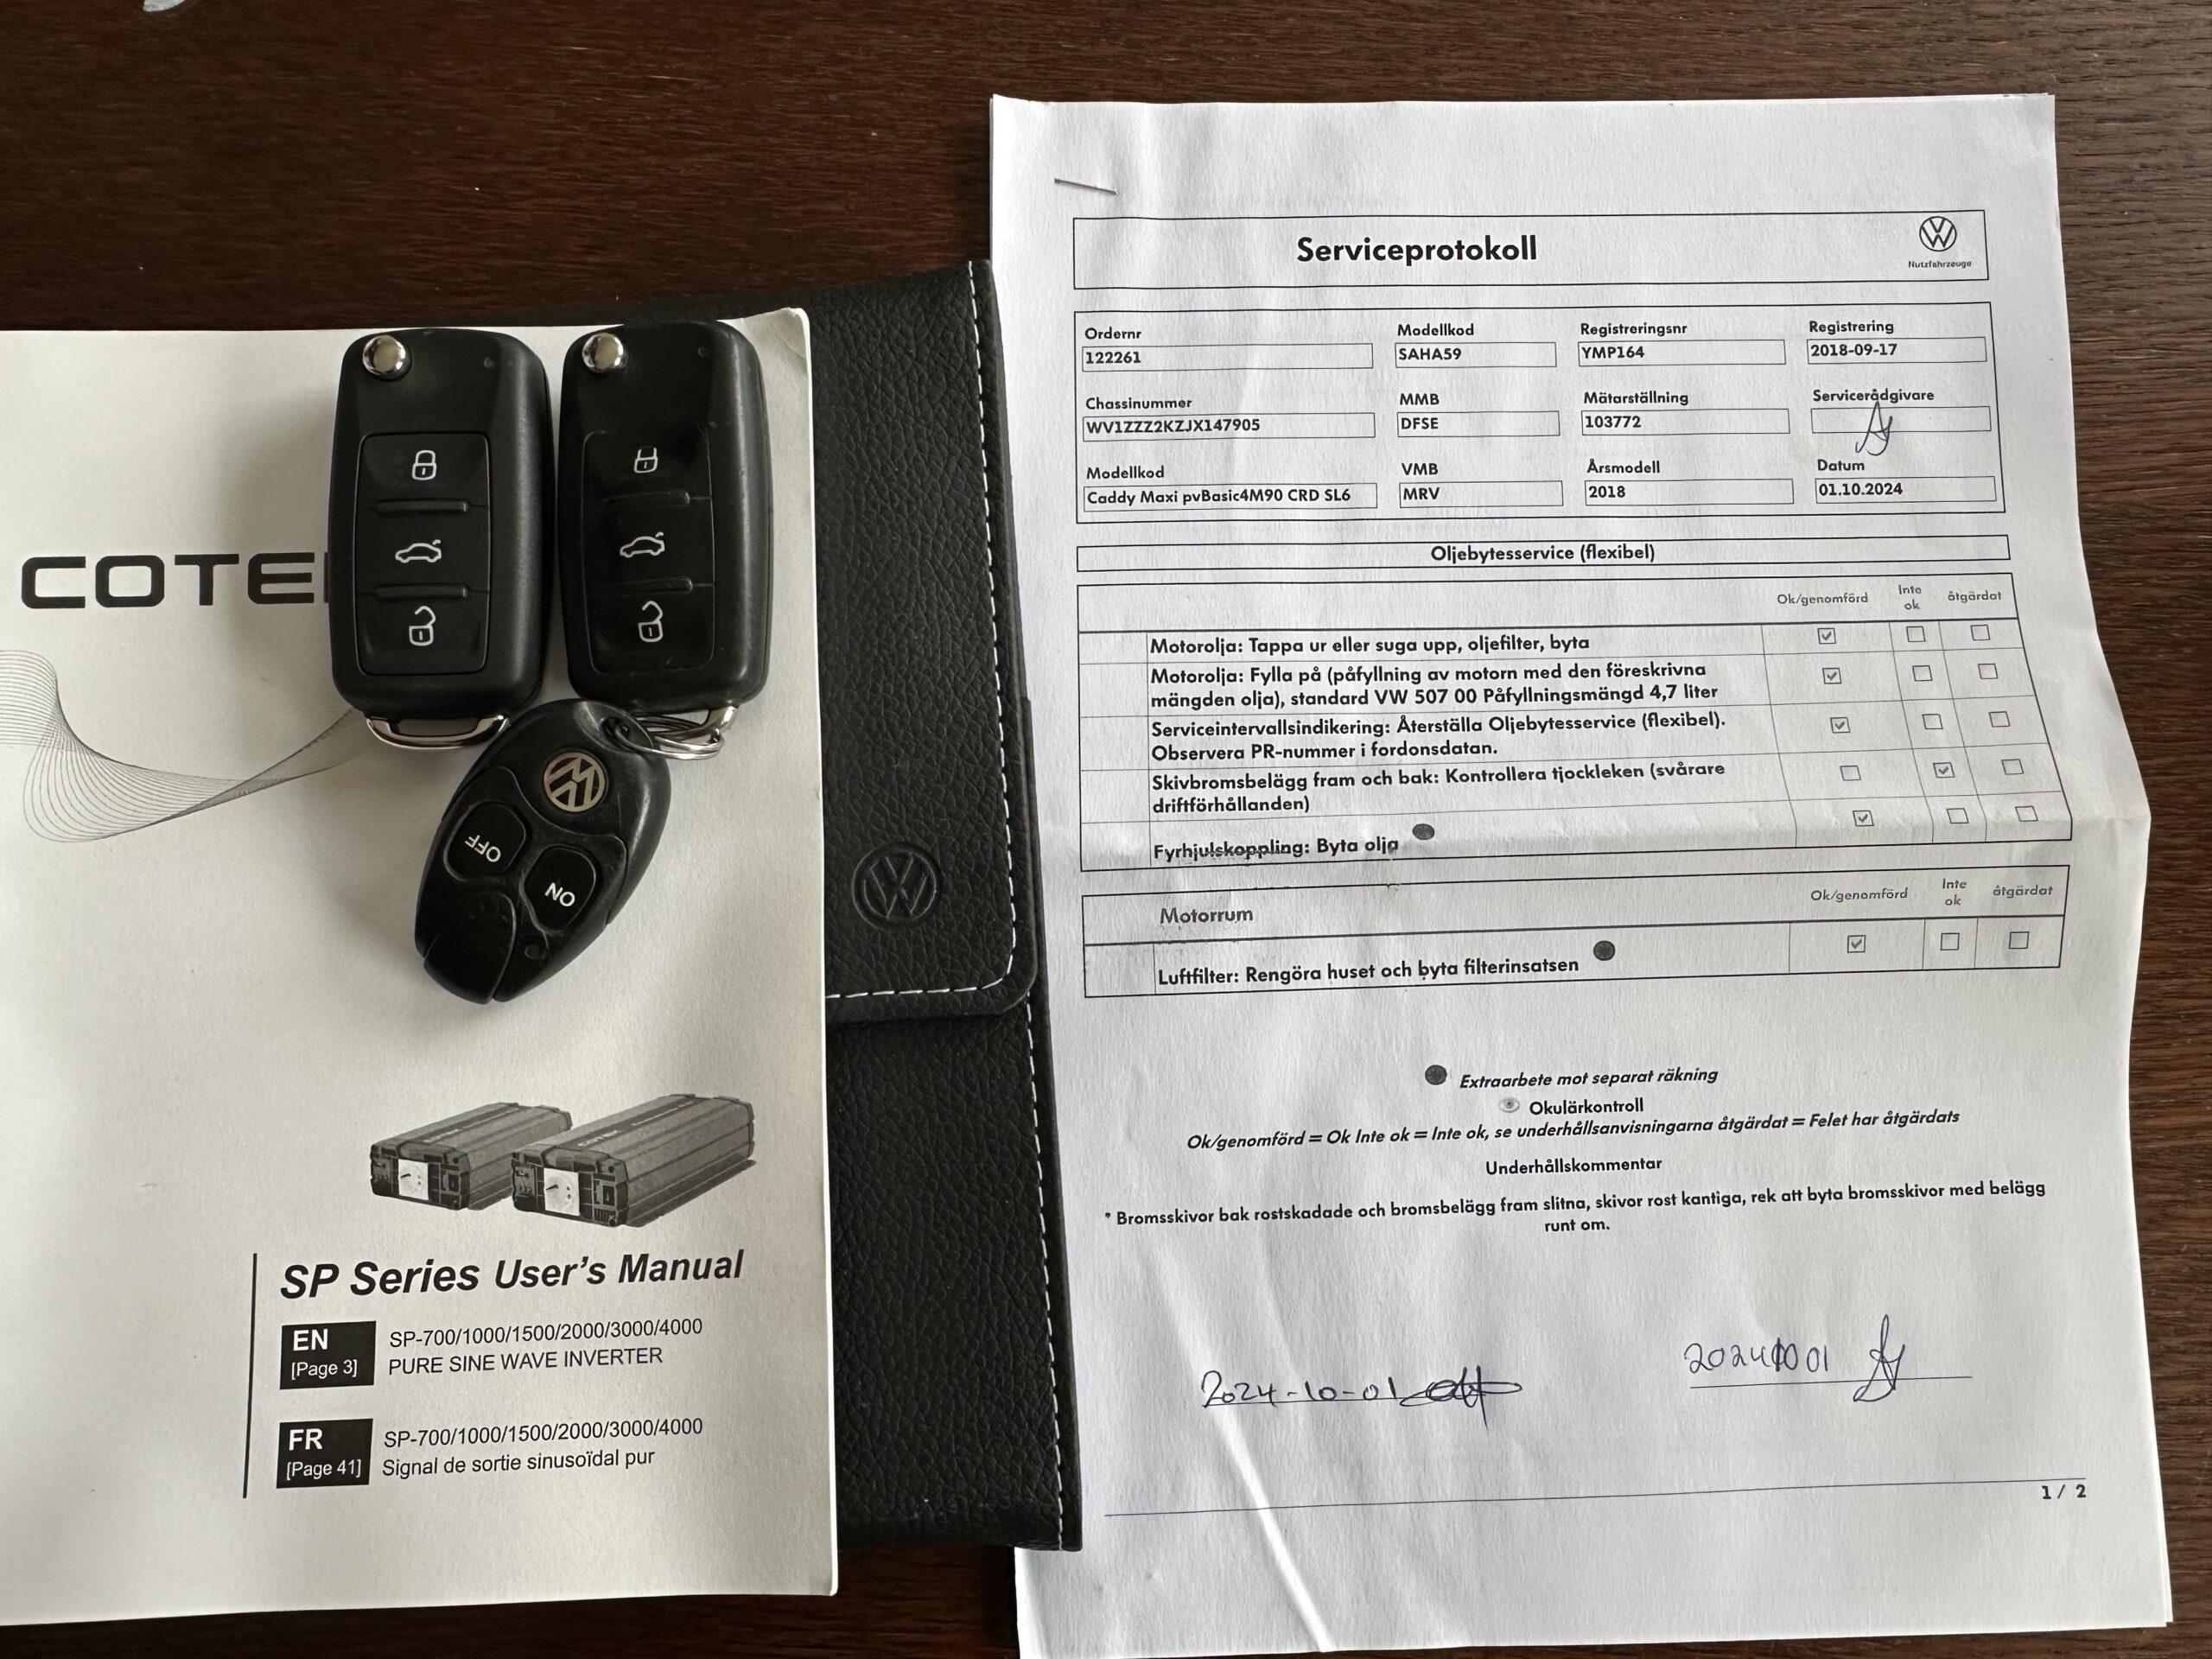 COTE
OFF
ON
COTEK
SP Series User's Manual
EN
[Page 3]
SP-700/1000/1500/2000/3000/4000
PURE SINE WAVE INVERTER
FR
[Page 41]
SP-700/1000/1500/2000/3000/4000
Signal de sortie sinusoïdal pur
Serviceprotokoll
Nutzfahrzeuge
Ordernr
122261
Modellkod
SAHA59
Registreringsnr
YMP164
Registrering
2018-09-17
Chassinummer
WV1ZZZ2KZJX147905
MMB
DFSE
Mätarställning
103772
Servicerådgivare
Modellkod
Caddy Maxi pvBasic4M90 CRD SL6
VMB
MRV
Årsmodell
2018
Datum
01.10.2024
Oljebytesservice (flexibel)
Ok/genomförd
Inte
ok
åtgärdat
Motorolja: Tappa ur eller suga upp, oljefilter, byta
Motorolja: Fylla på (påfyllning av motorn med den föreskrivna
mängden olja), standard VW 507 00 Påfyllningsmängd 4,7 liter
Serviceintervallsindikering: Återställa Oljebytesservice (flexibel).
Observera PR-nummer i fordonsdatan.
Skivbromsbelägg fram och bak: Kontrollera tjockleken (svårare
driftförhållanden)
Fyrhjulskoppling: Byta olja
Motorrum
Ok/genomförd
Inte
ok
åtgärdat
Luftfilter: Rengöra huset och byta filterinsatsen
Extraarbete mot separat räkning
Okulärkontroll
Ok/genomförd = Ok Inte ok = Inte ok, se underhållsanvisningarna åtgärdat = Felet har åtgärdats
Underhållskommentar
* Bromsskivor bak rostskadade och bromsbelägg fram slitna, skivor rost kantiga, rek att byta bromsskivor med belägg
runt om.
2024-10-01
20241001
1 / 2